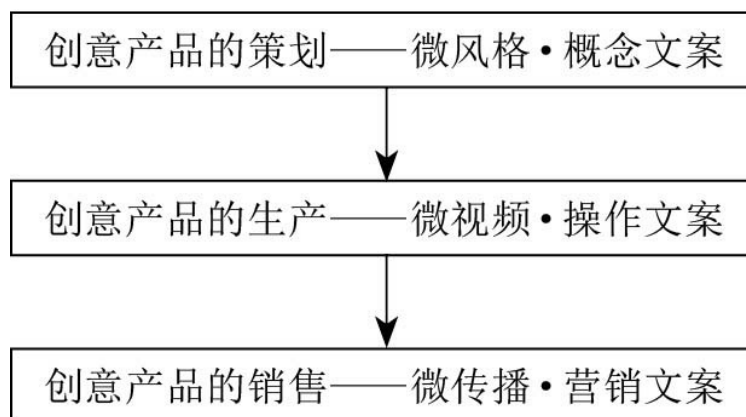 创意产品的策划——微风格•概念文案
创意产品的生产——微视频•操作文案
创意产品的销售——微传播•营销文案